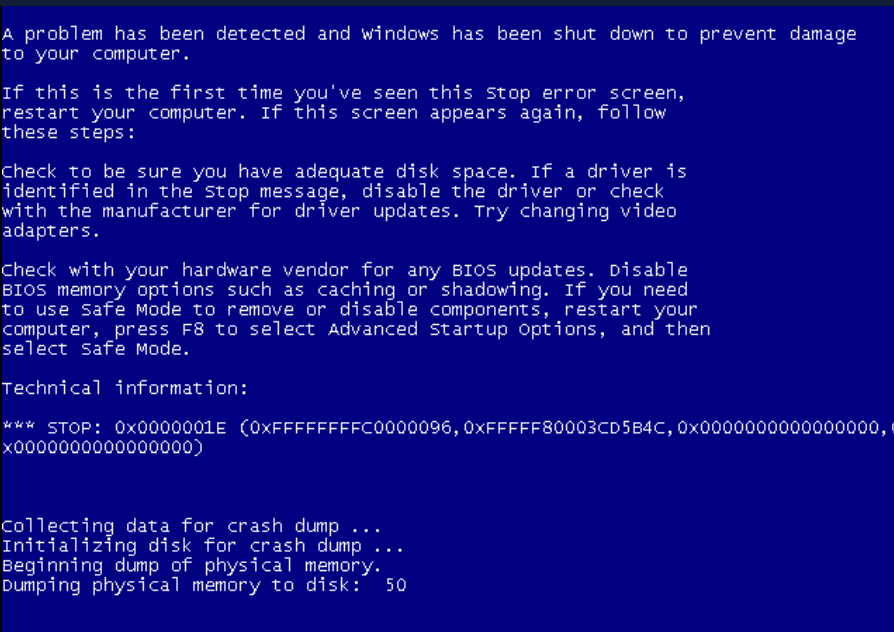 A problem has been detected and Windows has been shut down to prevent damage
to your computer.
If this is the first time you've seen this Stop error screen,
restart your computer. If this screen appears again, follow
these steps:
Check to be sure you have adequate disk space. If a driver is
identified in the Stop message, disable the driver or check
with the manufacturer for driver updates. Try changing video
adapters.
Check with your hardware vendor for any BIOS updates. Disable
BIOS memory options such as caching or shadowing. If you need
to use Safe Mode to remove or disable components, restart your
computer, press F8 to select Advanced Startup Options, and then
select Safe Mode.
Technical information:
*** STOP: 0x0000001E (0xFFFFFFFFC0000096,0xFFFFF80003CD5B4C,0x0000000000000000,
x0000000000000000)
Collecting data for crash dump ...
Initializing disk for crash dump ...
Beginning dump of physical memory.
Dumping physical memory to disk:  50